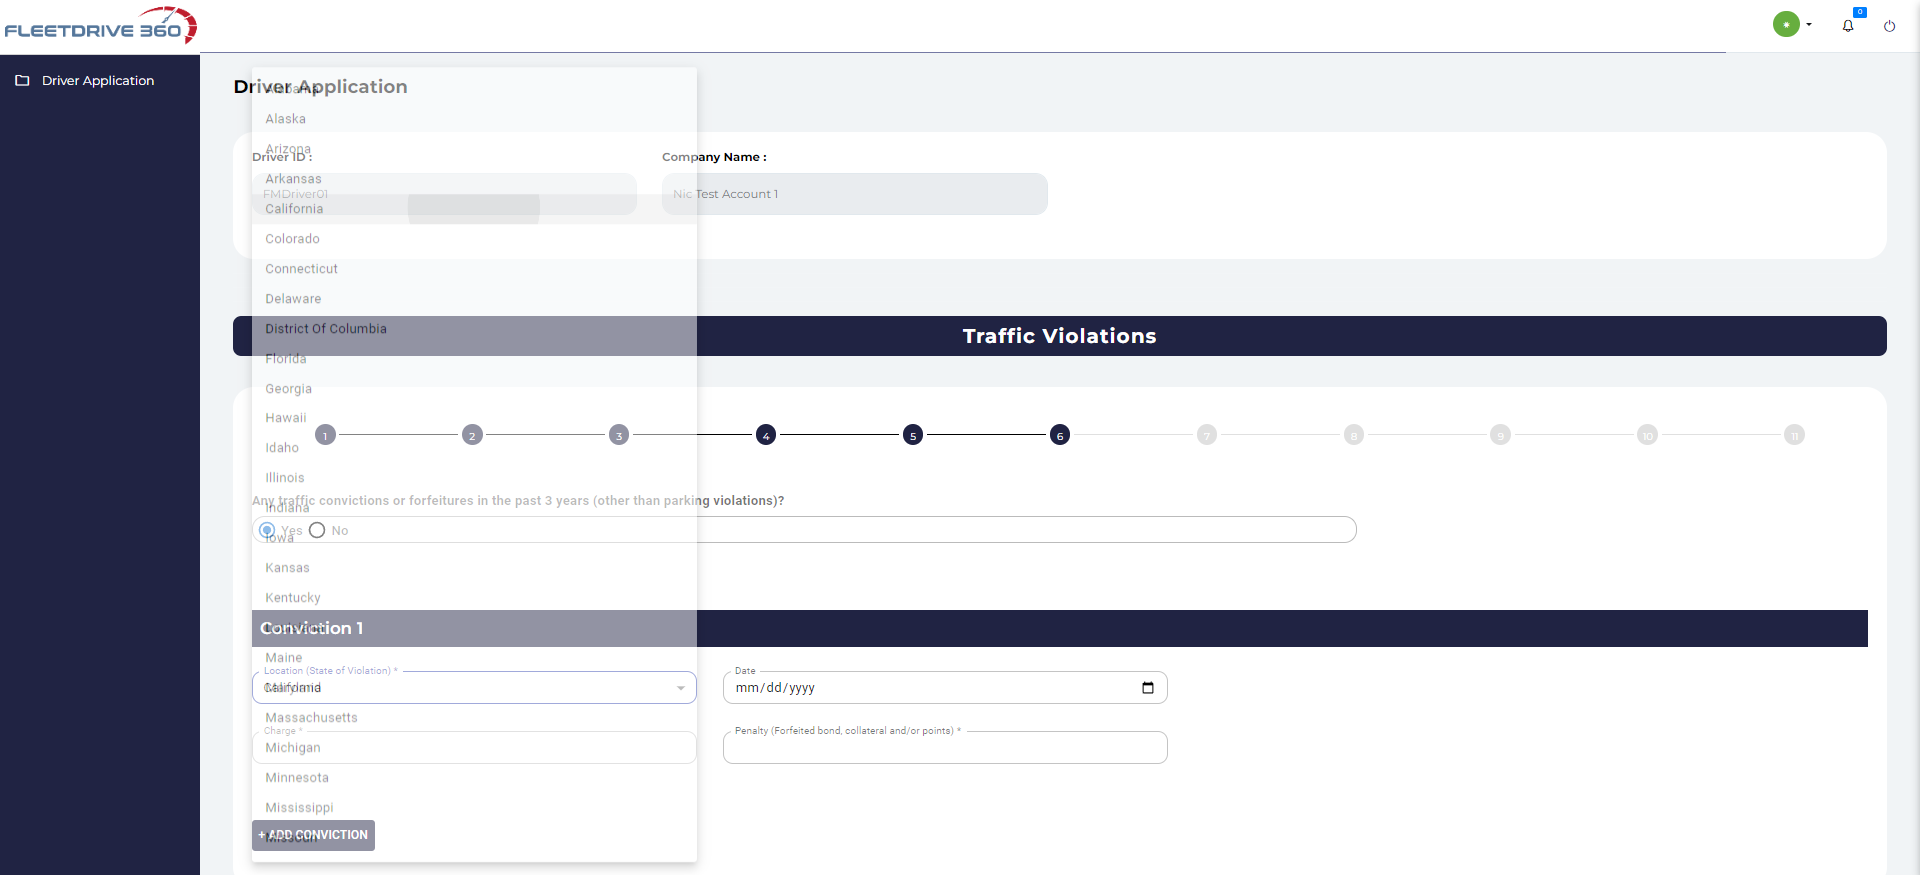 FLEETDRIVE 360
0
Driver Application
Driver Application
Alabama
Alaska
Arizona
Driver ID :
Company Name :
Arkansas
FMDriver01
Nic Test Account 1
California
Colorado
Connecticut
Delaware
District Of Columbia
Traffic Violations
Florida
Georgia
Hawaii
1 2 3 4 5 6 7 8 9 10 11
Idaho
Illinois
Any traffic convictions or forfeitures in the past 3 years (other than parking violations)?
Indiana
Yes No
Iowa
Kansas
Kentucky
Conviction 1
Louisiana
Maine
Location (State of Violation) *
Date
California
Maryland
mm/dd/yyyy
Massachusetts
Charge *
Penalty (Forfeited bond, collateral and/or points) *
Michigan
Minnesota
Mississippi
+ ADD CONVICTION
Missouri